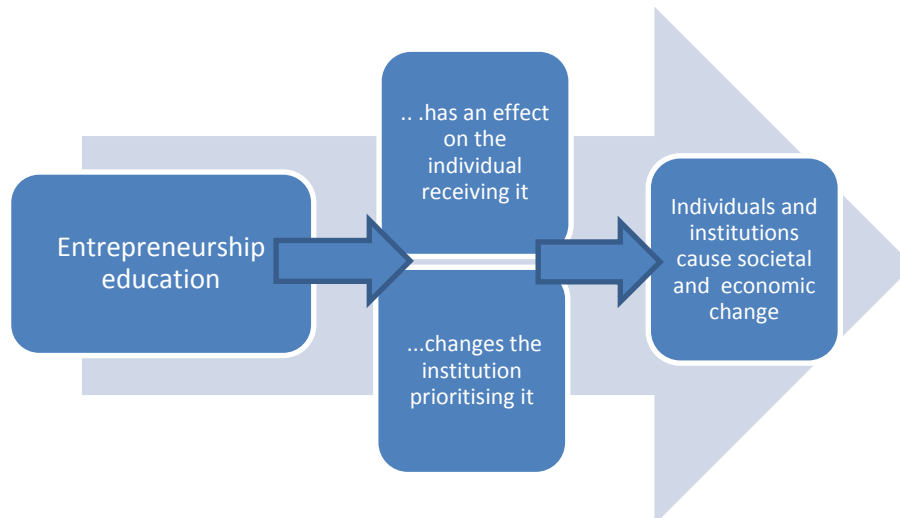 Entrepreneurship
education
.. .has an effect
on the
individual
receiving it
...changes the
institution
prioritising it
Individuals and
institutions
cause societal
and economic
change